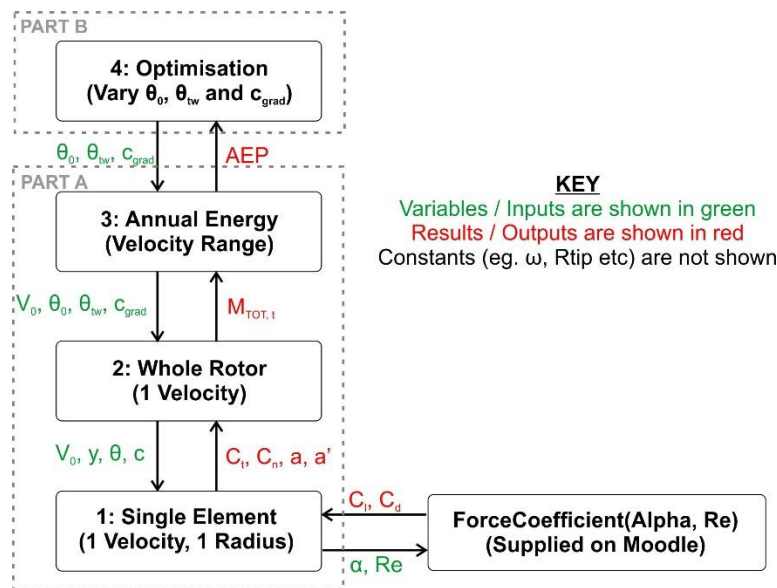 PART B
4: Optimisation
(Vary θ₀, θtw and cgrad)
θ₀, θtw, cgrad
AEP
PART A
3: Annual Energy
(Velocity Range)
KEY
Variables / Inputs are shown in green
Results / Outputs are shown in red
Constants (eg. ω, Rtip etc) are not shown
V₀, θ₀, θtw, cgrad
MTOT, t
2: Whole Rotor
(1 Velocity)
V₀, y, θ, c
Ct, Cn, a, a’
1: Single Element
(1 Velocity, 1 Radius)
Cl, Cd
α, Re
ForceCoefficient(Alpha, Re)
(Supplied on Moodle)